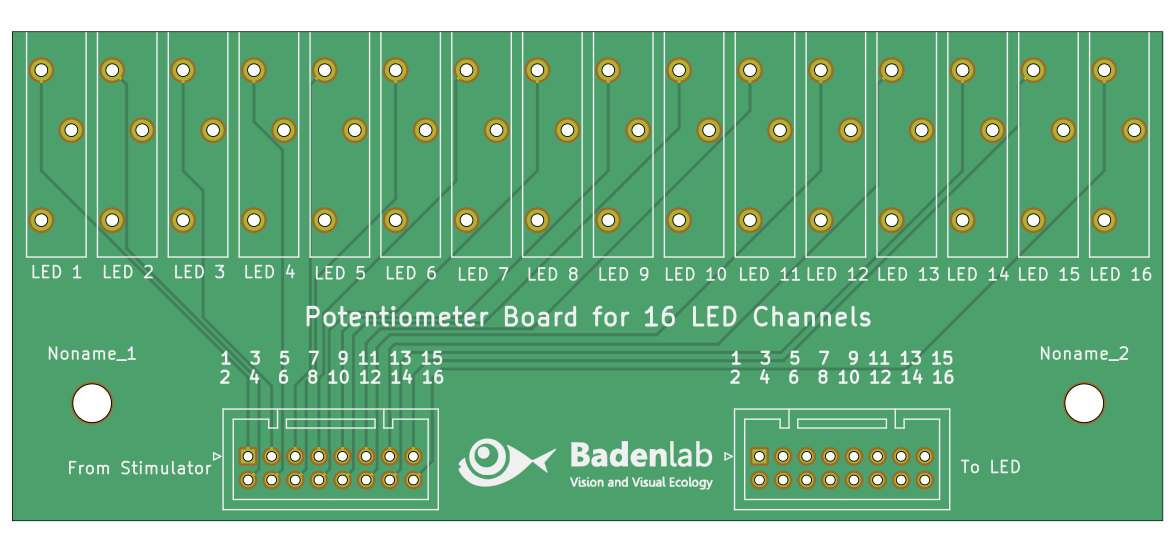 LED 1 LED 2 LED 3 LED 4 LED 5 LED 6 LED 7 LED 8 LED 9 LED 10 LED 11 LED 12 LED 13 LED 14 LED 15 LED 16
Potentiometer Board for 16 LED Channels
Noname_1
1 3 5 7 9 11 13 15
2 4 6 8 10 12 14 16
1 3 5 7 9 11 13 15
2 4 6 8 10 12 14 16
Noname_2
From Stimulator
Badenlab
Vision and Visual Ecology
To LED